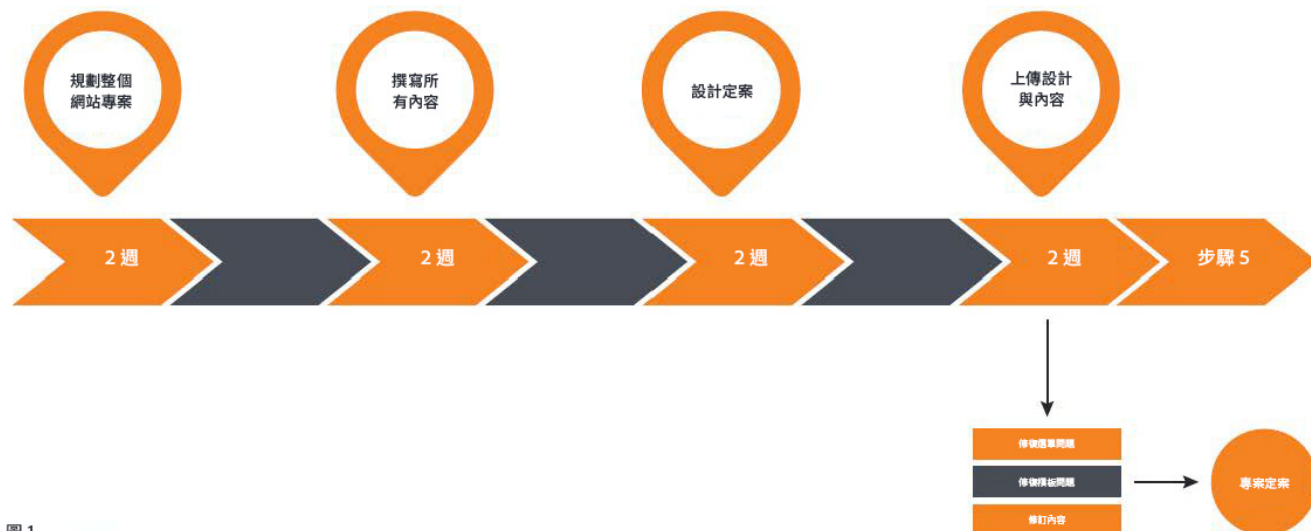 規劃整個
網站專案
撰寫所
有內容
設計定案
上傳設計
與內容
2 週
2 週
2 週
2 週
步驟 5
修復選單問題
修復模板問題
修訂內容
專案定案
圖 1